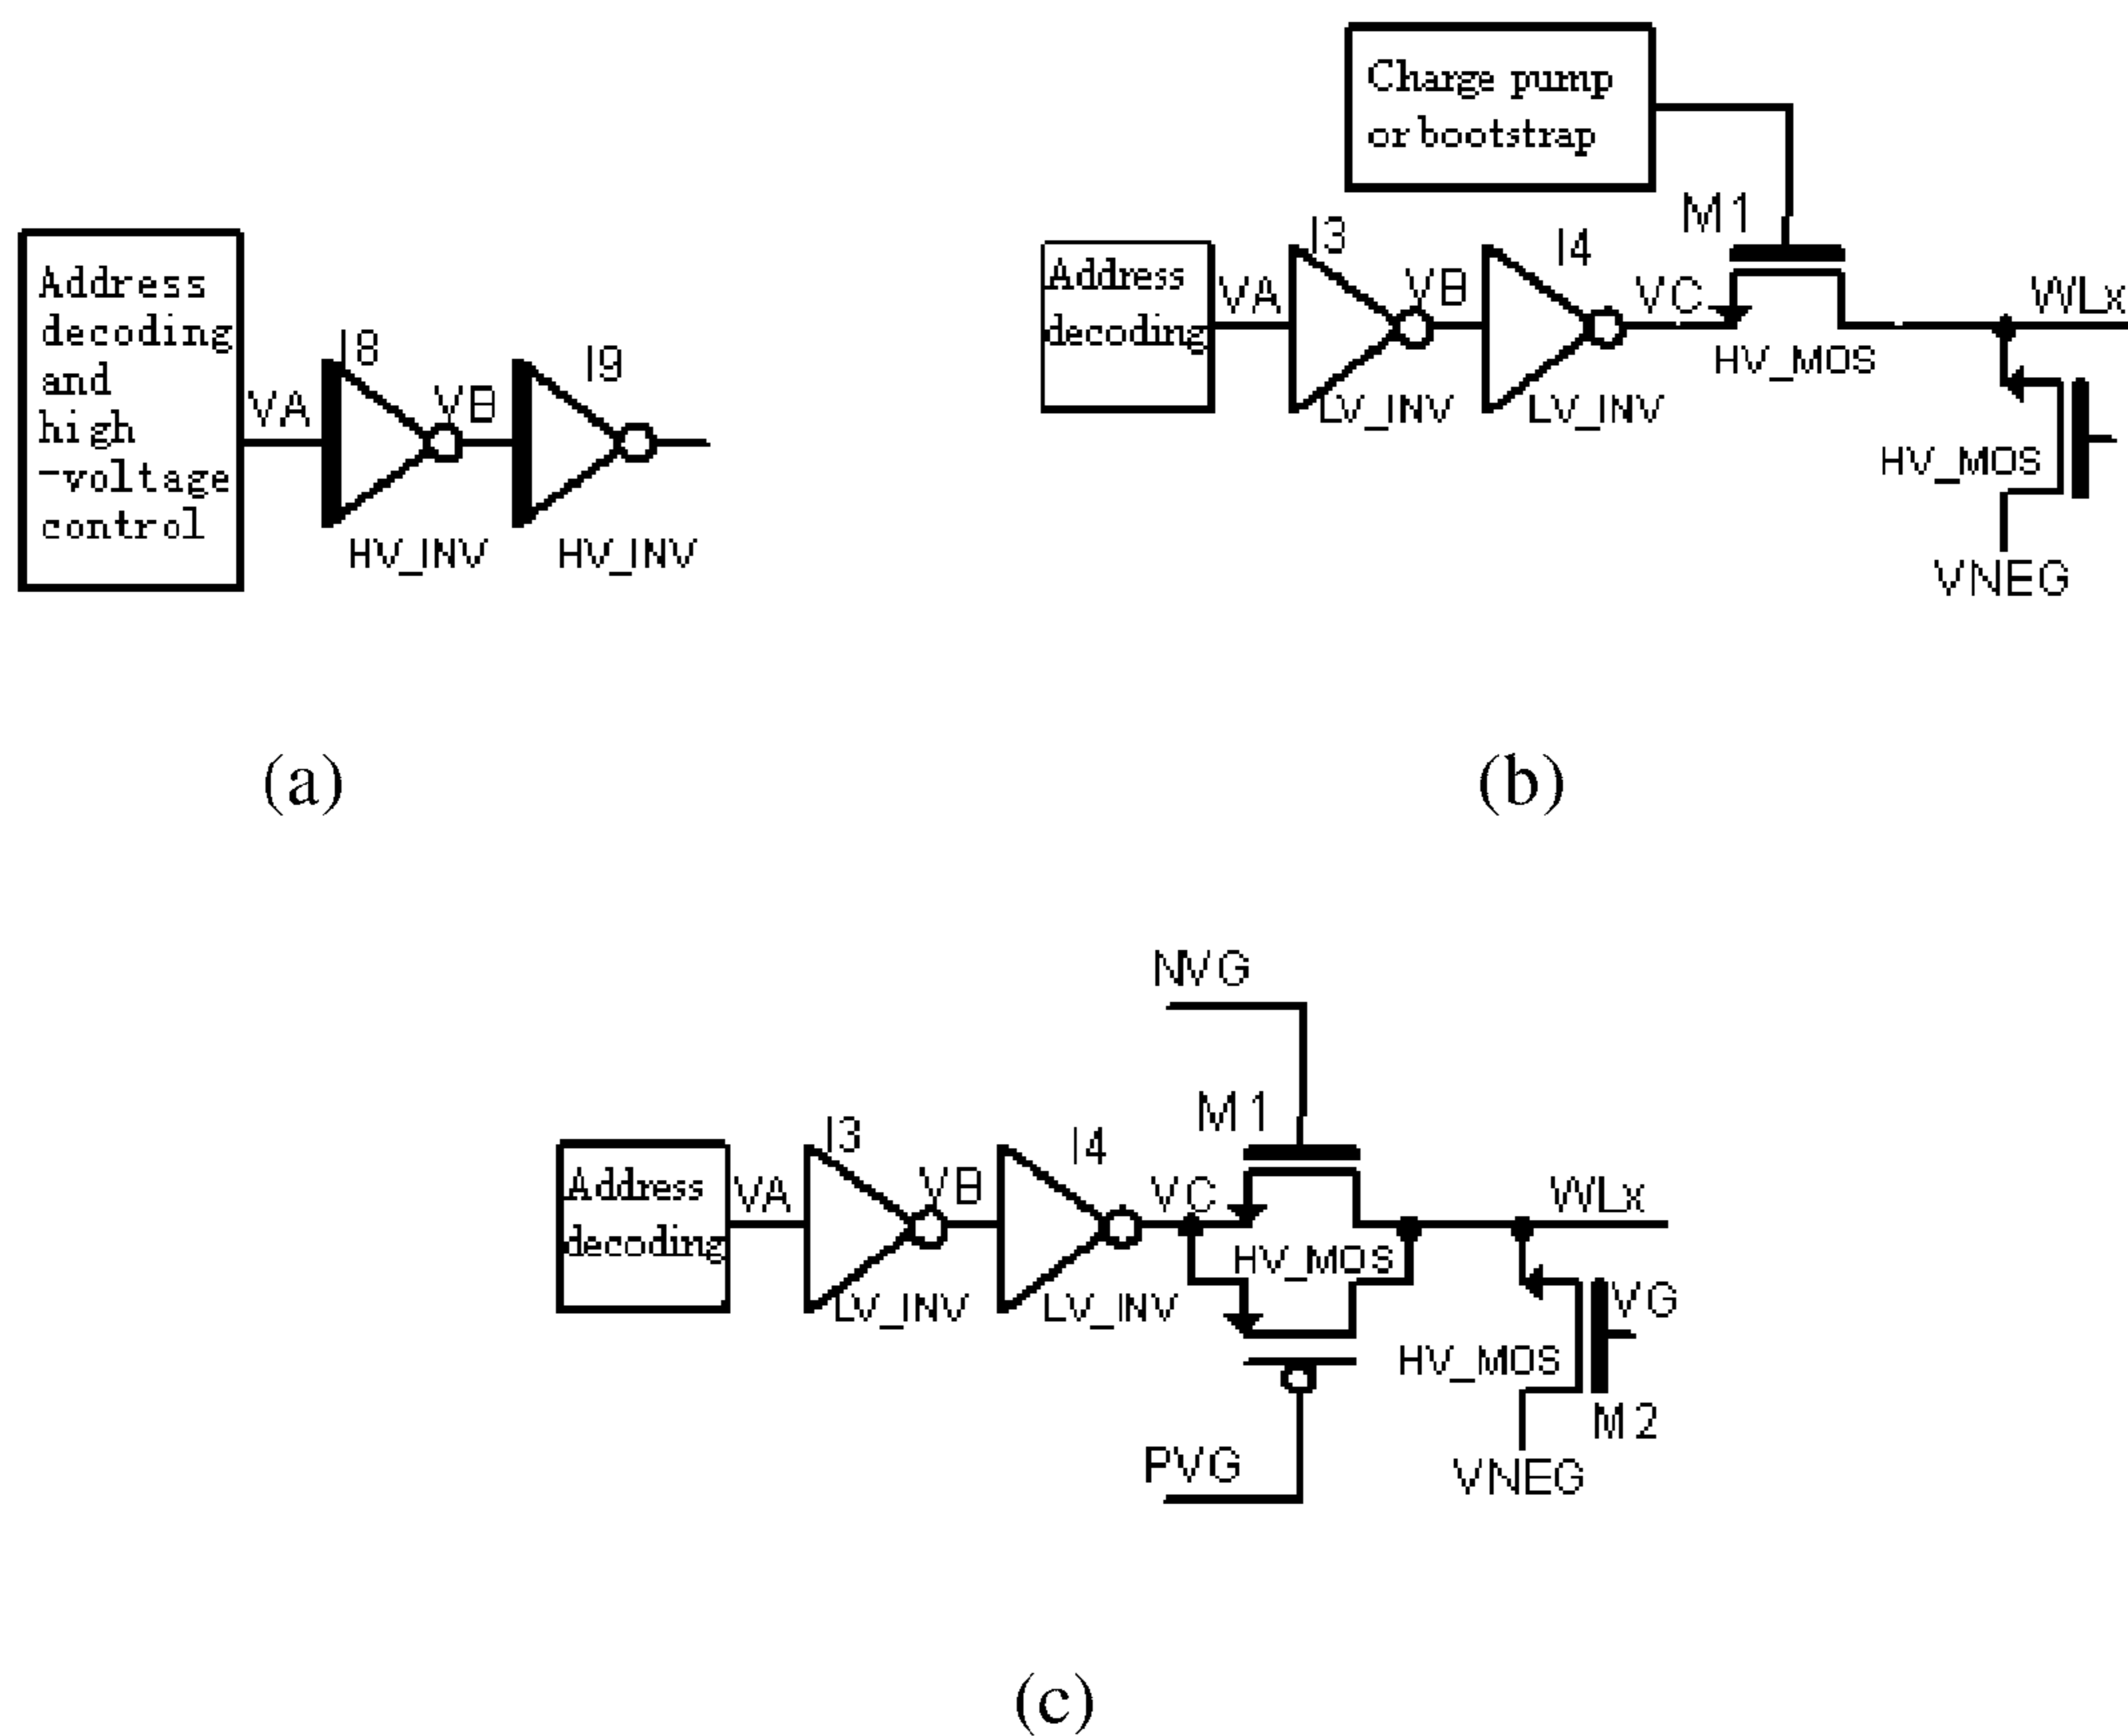 Address
decoding
and
high
-voltage
control
VA
I8
VB
I9
HV_INV
HV_INV
(a)
Charge pump
or bootstrap
Address
decoding
VA
I3
VB
I4
VC
M1
WLx
LV_INV
LV_INV
HV_MOS
HV_MOS
VNEG
(b)
NVG
M1
Address
decoding
VA
I3
VB
I4
VC
WLx
LV_INV
LV_INV
HV_MOS
VG
HV_MOS
M2
PVG
VNEG
(c)